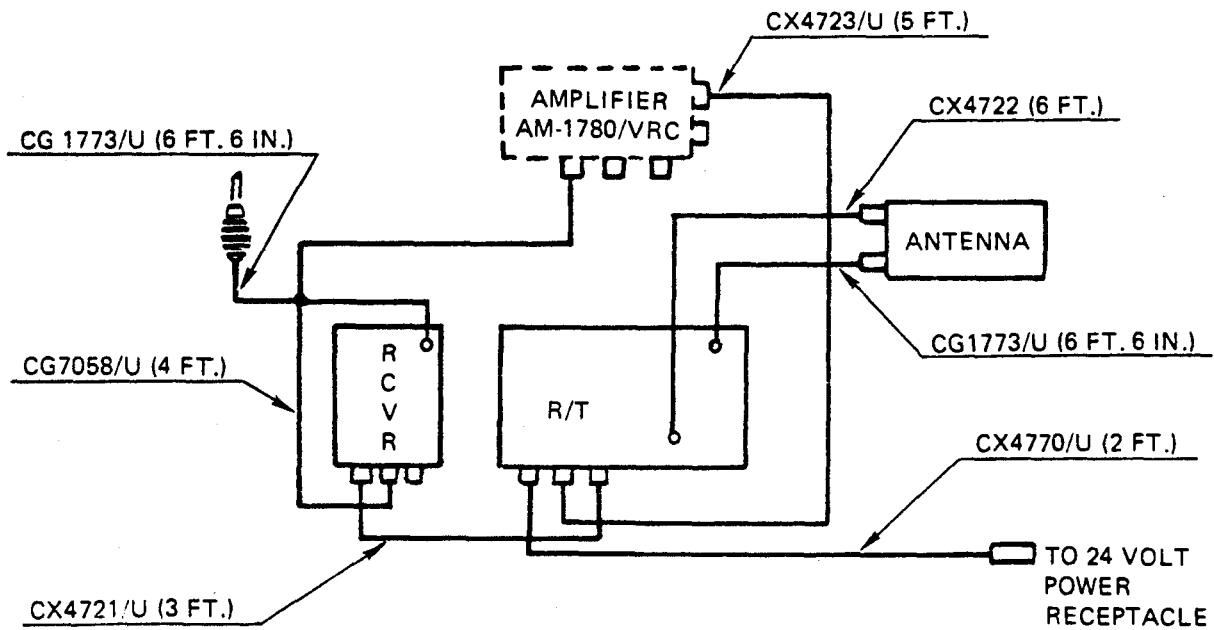 CX4723/U (5 FT.)
AMPLIFIER
AM-1780/VRC
CX4722 (6 FT.)
CG 1773/U (6 FT. 6 IN.)
ANTENNA
CG1773/U (6 FT. 6 IN.)
CG7058/U (4 FT.)
R
C
V
R
R/T
CX4770/U (2 FT.)
TO 24 VOLT
POWER
RECEPTACLE
CX4721/U (3 FT.)